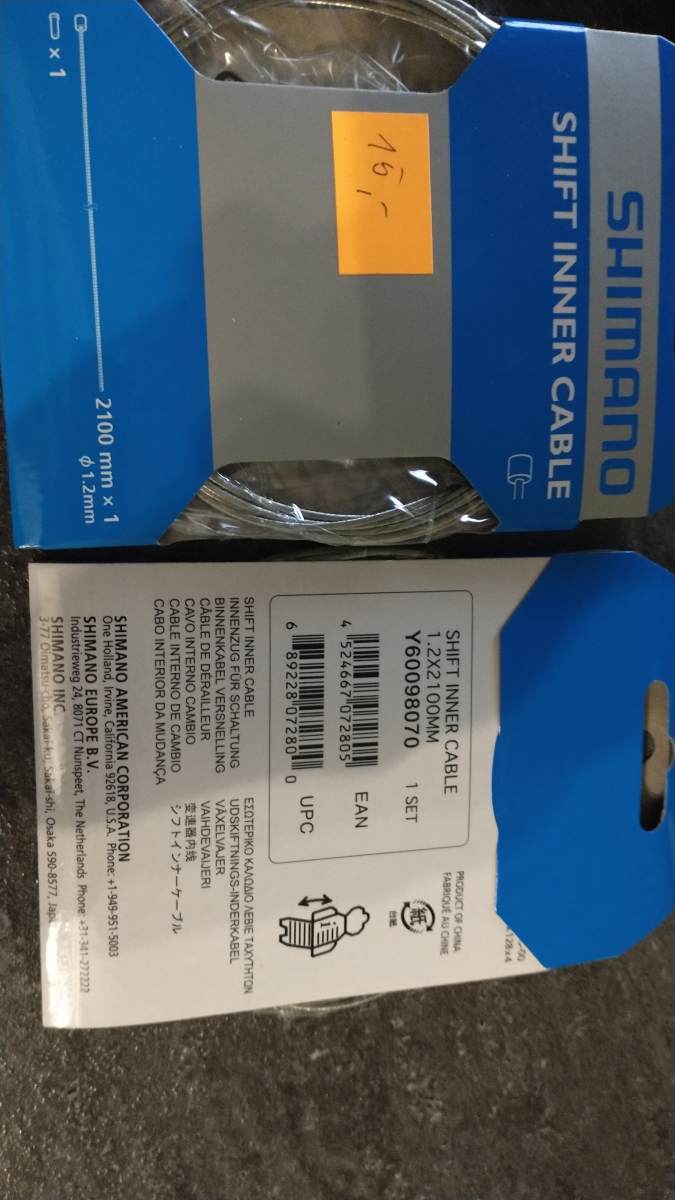 SHIMANO
SHIFT INNER CABLE
15,-
x 1
2100 mm x 1
φ1.2mm
SHIFT INNER CABLE
1.2X2100MM
Y60098070 1 SET
4 524667 072805
EAN
6 89228 07280 0
UPC
PRODUCT OF CHINA
FABRIQUÉ AU CHINE
紙
台紙
SHIFT INNER CABLE
INNENZUG FÜR SCHALTUNG
BINNENKABEL VERSNELLING
CÂBLE DE DÉRAILLEUR
CAVO INTERNO CAMBIO
CABLE INTERNO DE CAMBIO
CABO INTERIOR DA MUDANÇA
ΕΣΩΤΕΡΙΚΟ ΚΑΛΩΔΙΟ ΛΕΒΙΕ ΤΑΧΥΤΗΤΩΝ
UDSKIFTNINGS-INDERKABEL
VÄXELVAJER
VAIHDEVAIJERI
变速器内线
シフトインナーケーブル
SHIMANO AMERICAN CORPORATION
One Holland, Irvine, California 92618, U.S.A. Phone: +1-949-951-5003
SHIMANO EUROPE B.V.
Industrieweg 24, 8071 CT Nunspeet, The Netherlands Phone: +31-341-272222
SHIMANO INC.
3-77 Oimatsu-cho, Sakai-ku, Sakai-shi, Osaka 590-8577,